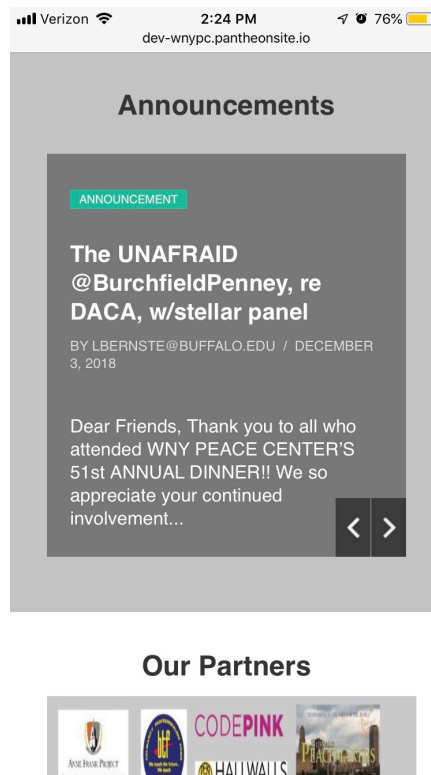 Verizon 2:24 PM 76%
dev-wnypc.pantheonsite.io
Announcements
ANNOUNCEMENT
The UNAFRAID
@BurchfieldPenney, re
DACA, w/stellar panel
BY LBERNSTE@BUFFALO.EDU / DECEMBER
3, 2018
Dear Friends, Thank you to all who
attended WNY PEACE CENTER'S
51st ANNUAL DINNER!! We so
appreciate your continued
involvement...
Our Partners
CODEPINK
ANNE FRANK PROJECT
HALLWALLS
PEACEMAKERS